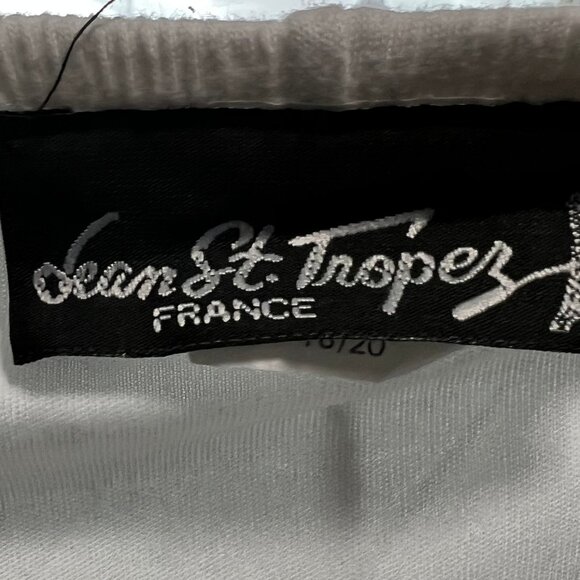 Jean St. Tropez
FRANCE
18/20